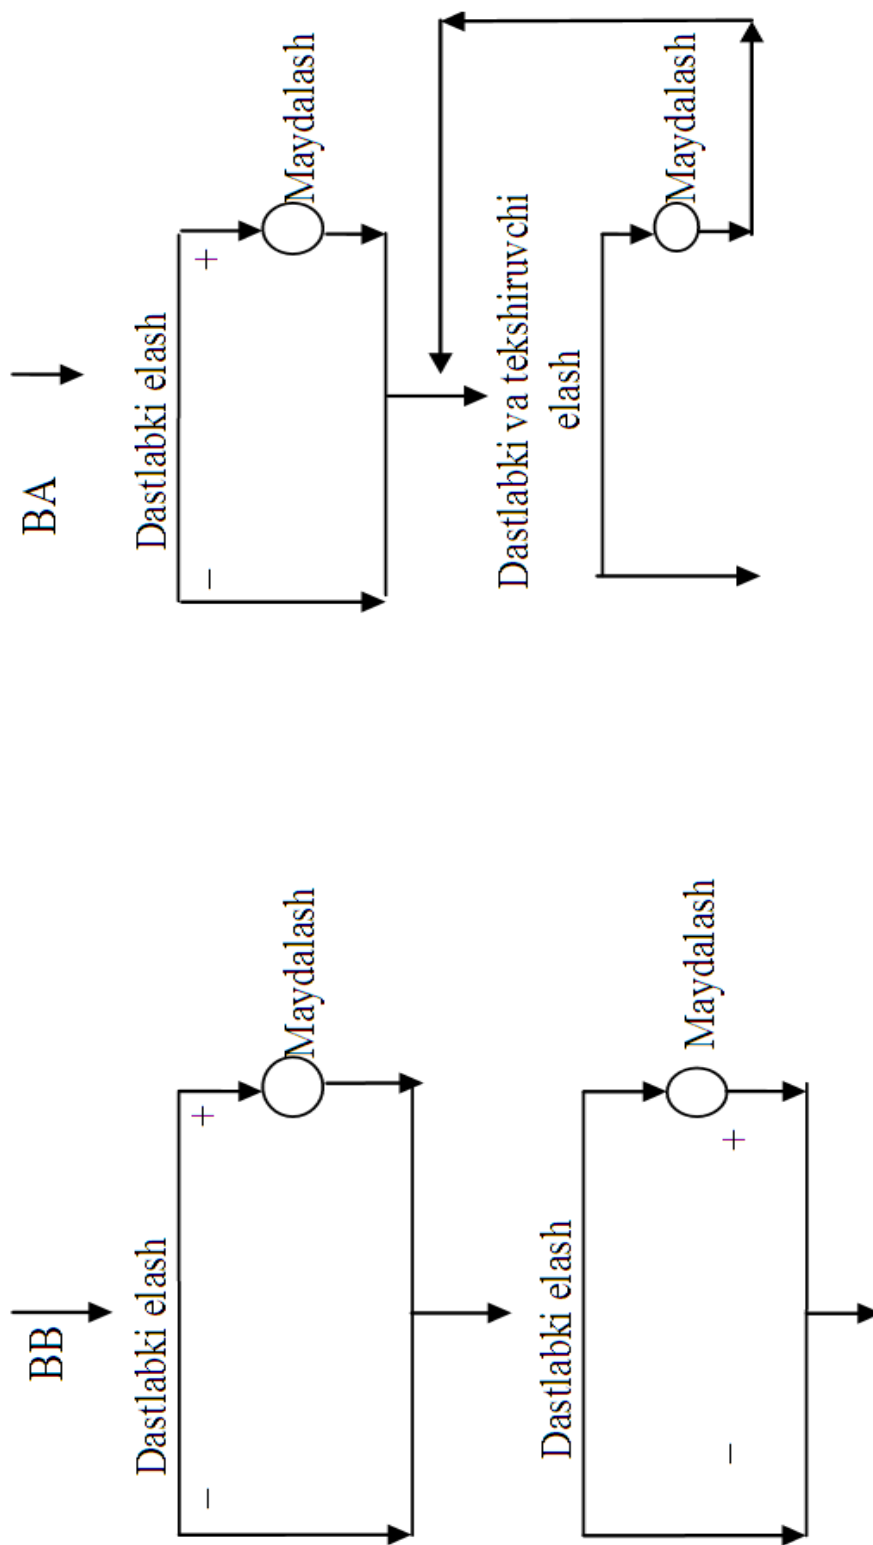 BB
Dastlabki elash
– +
Maydalash
Dastlabki elash
Maydalash
– +
BA
Dastlabki elash
– +
Maydalash
Dastlabki va tekshiruvchi
elash
Maydalash